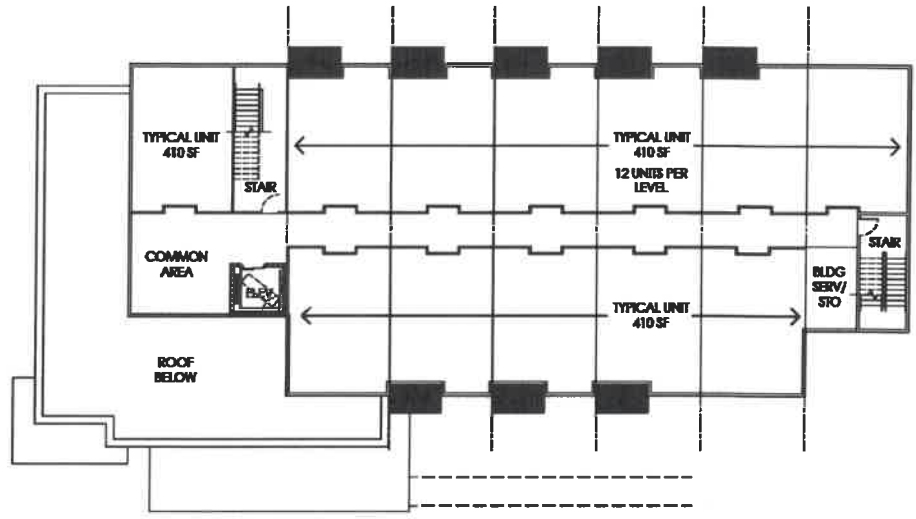 TYPICAL UNIT
410 SF
STAIR
TYPICAL UNIT
410 SF
12 UNITS PER
LEVEL
COMMON
AREA
ELEV
STAIR
BLDG
SERV/
STO
TYPICAL UNIT
410 SF
ROOF
BELOW